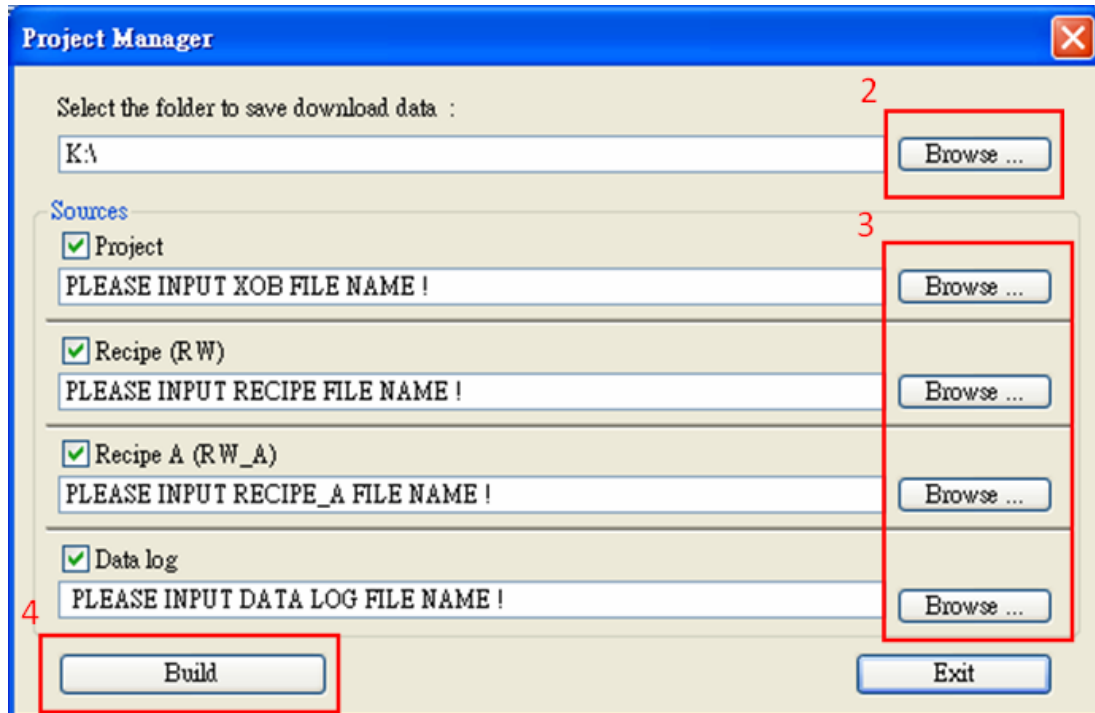 Project Manager
2
Select the folder to save download data :
K:\
Browse ...
Sources
3
Project
PLEASE INPUT XOB FILE NAME !
Browse ...
Recipe (RW)
PLEASE INPUT RECIPE FILE NAME !
Browse ...
Recipe A (RW_A)
PLEASE INPUT RECIPE_A FILE NAME !
Browse ...
Data log
PLEASE INPUT DATA LOG FILE NAME !
Browse ...
4
Build
Exit